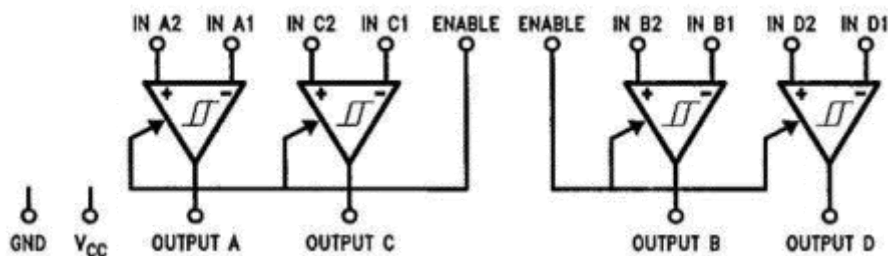 IN A2 IN A1 IN C2 IN C1 ENABLE ENABLE IN B2 IN B1 IN D2 IN D1
+ - + - + - + -
GND VCC OUTPUT A OUTPUT C OUTPUT B OUTPUT D